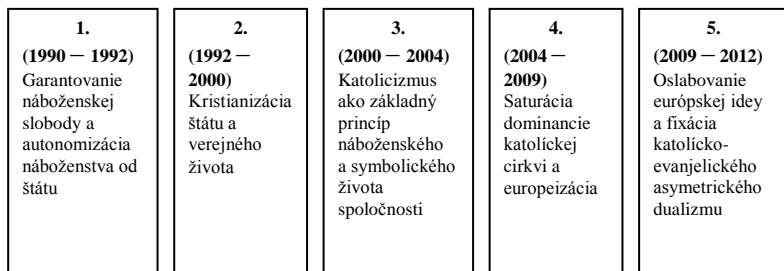 1.
(1990 — 1992)
Garantovanie
náboženskej
slobody a
autonomizácia
náboženstva od
štátu
2.
(1992 —
2000)
Kristianizácia
štátu a
verejného
života
3.
(2000 — 2004)
Katolicizmus
ako základný
princíp
náboženského
a symbolického
života
spoločnosti
4.
(2004 —
2009)
Saturácia
dominancie
katolíckej
cirkvi a
europeizácia
5.
(2009 — 2012)
Oslabovanie
európskej idey
a fixácia
katolícko-
evanjelického
asymetrického
dualizmu